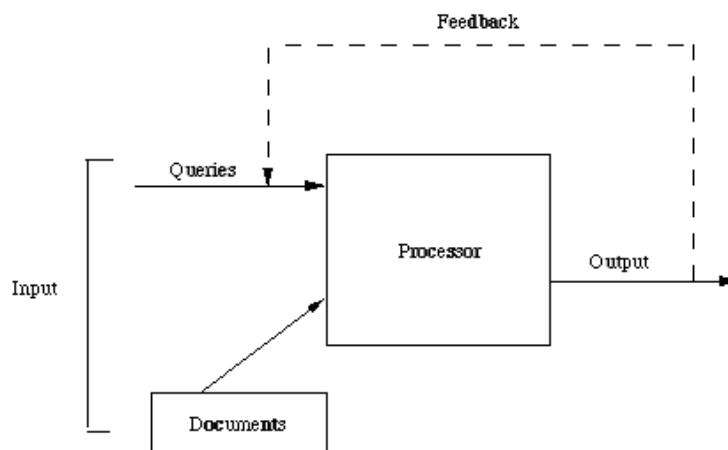 Feedback
Queries
Processor
Output
Input
Documents